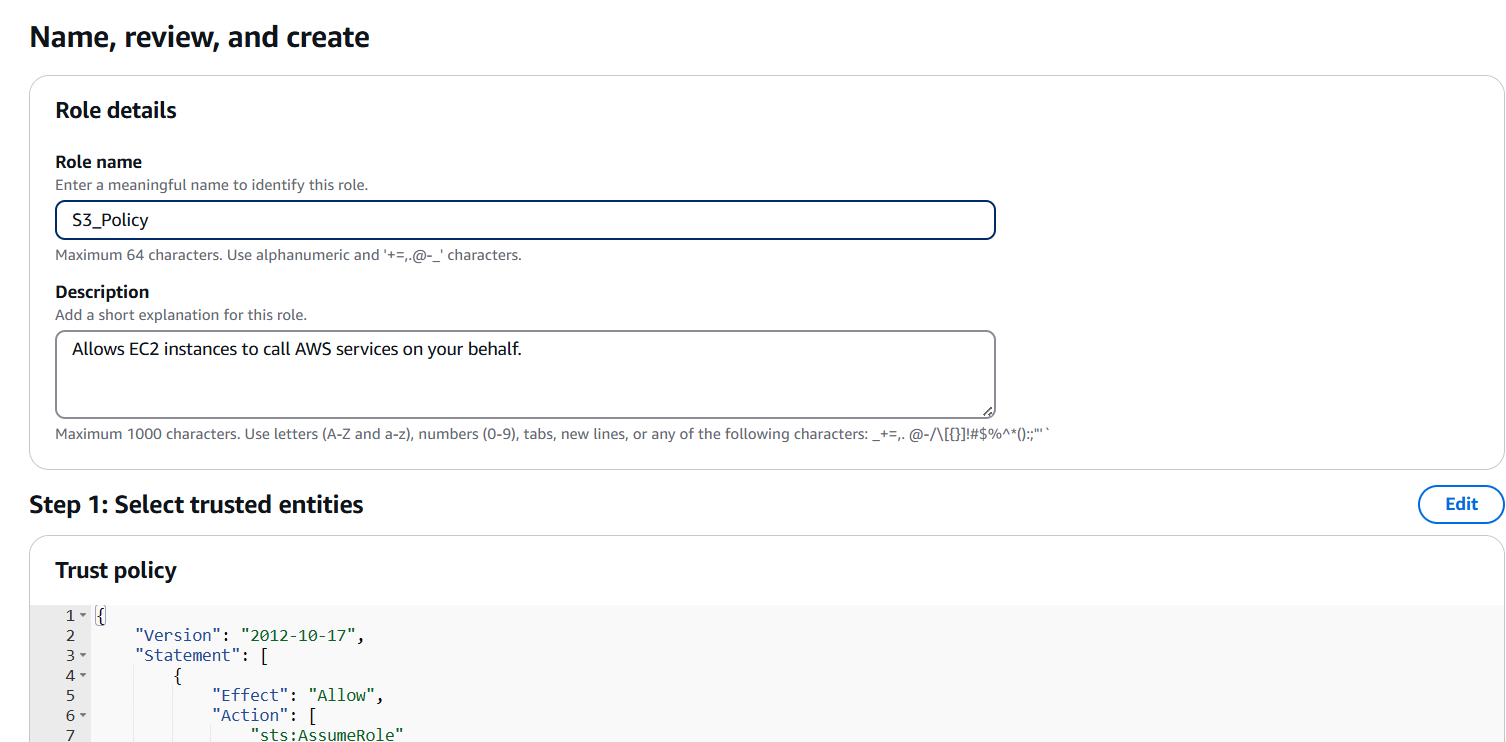 Name, review, and create
Role details
Role name
Enter a meaningful name to identify this role.
S3_Policy
Maximum 64 characters. Use alphanumeric and '+=,.@-_' characters.
Description
Add a short explanation for this role.
Allows EC2 instances to call AWS services on your behalf.
Maximum 1000 characters. Use letters (A-Z and a-z), numbers (0-9), tabs, new lines, or any of the following characters: _+=,. @-/\[{}]!#$%^*();:"'`
Step 1: Select trusted entities
Edit
Trust policy
1 {
2 "Version": "2012-10-17",
3 "Statement": [
4 {
5 "Effect": "Allow",
6 "Action": [
7 "sts:AssumeRole"